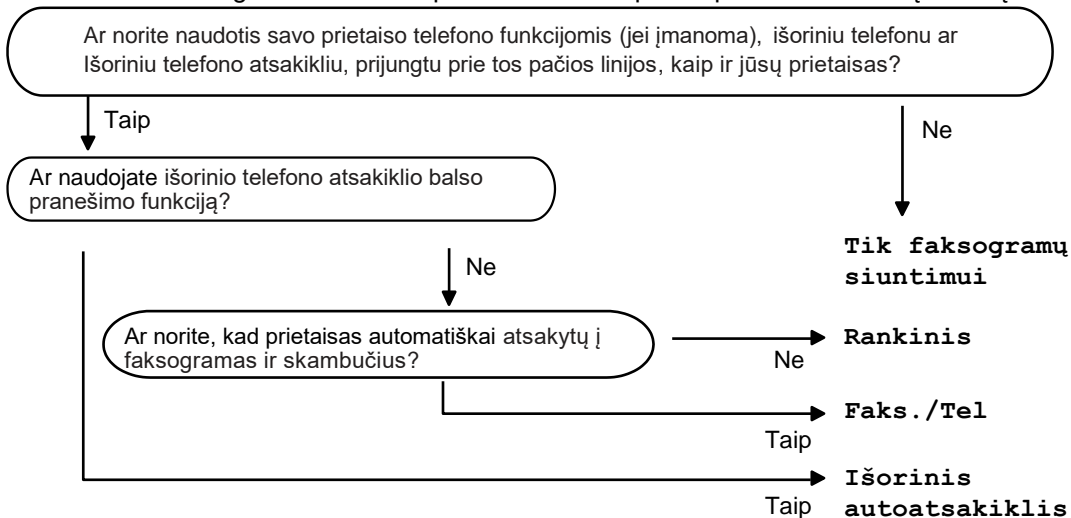 Ar norite naudotis savo prietaiso telefono funkcijomis (jei įmanoma), išoriniu telefonu ar
Išoriniu telefono atsakikliu, prijungtu prie tos pačios linijos, kaip ir jūsų prietaisas?
Taip
Ne
Ar naudojate išorinio telefono atsakiklio balso
pranešimo funkciją?
Ne
Tik faksogramų
siuntimui
Ar norite, kad prietaisas automatiškai atsakytų į
faksogramas ir skambučius?
Ne
Rankinis
Taip
Faks./Tel
Taip
Išorinis
autoatsakiklis